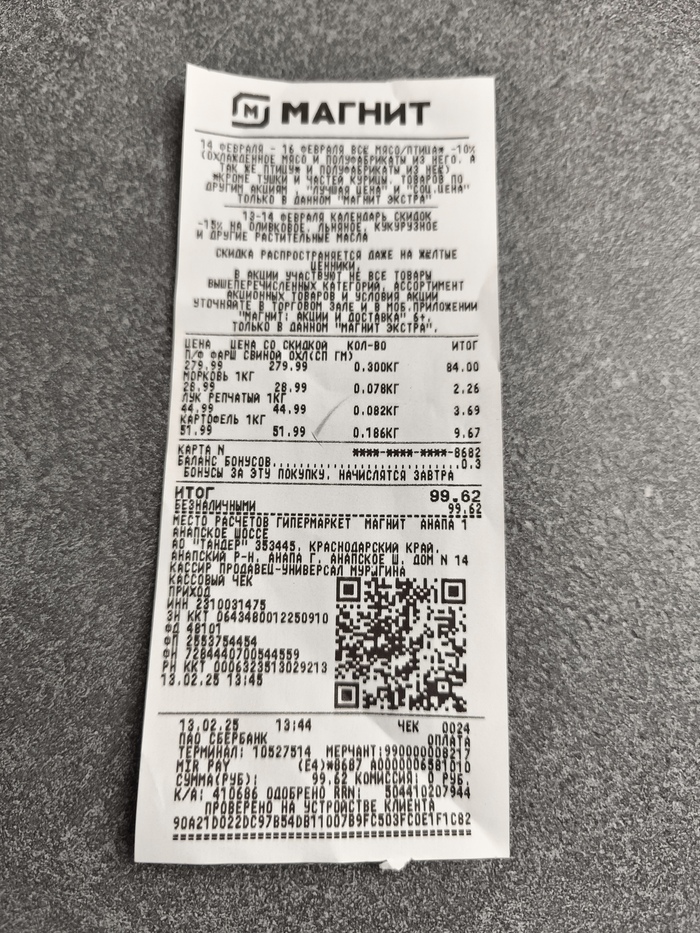 М МАГНИТ
14 ФЕВРАЛЯ - 16 ФЕВРАЛЯ ВСЕ МЯСО/ПТИЦА* -10%
(ОХЛАЖДЕННОЕ МЯСО И ПОЛУФАБРИКАТЫ ИЗ НЕГО, А
ТАК ЖЕ ПТИЦУ* И ПОЛУФАБРИКАТЫ ИЗ НЕЕ)
*КРОМЕ ТУШКИ И ЧАСТЕЙ КУРИЦЫ, ТОВАРОВ ПО
ДРУГИМ АКЦИЯМ, "ЛУЧШАЯ ЦЕНА" И "СОЦ.ЦЕНА"
ТОЛЬКО В ДАННОМ "МАГНИТ ЭКСТРА"
13-14 ФЕВРАЛЯ КАЛЕНДАРЬ СКИДОК
-15% НА ОЛИВКОВОЕ, ЛЬНЯНОЕ, КУКУРУЗНОЕ
И ДРУГИЕ РАСТИТЕЛЬНЫЕ МАСЛА
СКИДКА РАСПРОСТРАНЯЕТСЯ ДАЖЕ НА ЖЕЛТЫЕ
ЦЕННИКИ.
В АКЦИИ УЧАСТВУЮТ НЕ ВСЕ ТОВАРЫ
ВЫШЕПЕРЕЧИСЛЕННЫХ КАТЕГОРИЙ, АССОРТИМЕНТ
АКЦИОННЫХ ТОВАРОВ И УСЛОВИЯ АКЦИИ
УТОЧНЯЙТЕ В ТОРГОВОМ ЗАЛЕ И В МОБ.ПРИЛОЖЕНИИ
"МАГНИТ: АКЦИИ И ДОСТАВКА" 6+.
ТОЛЬКО В ДАННОМ "МАГНИТ ЭКСТРА".
ЦЕНА ЦЕНА СО СКИДКОЙ КОЛ-ВО ИТОГ
П/Ф ФАРШ СВИНОЙ ОХЛ(СП ГМ)
279.99 279.99 0.300КГ 84.00
МОРКОВЬ 1КГ
28.99 28.99 0.078КГ 2.26
ЛУК РЕПЧАТЫЙ 1КГ
44.99 44.99 0.082КГ 3.69
КАРТОФЕЛЬ 1КГ
51.99 51.99 0.186КГ 9.67
КАРТА N ****-****-****-8682
БАЛАНС БОНУСОВ..............................0.3
БОНУСЫ ЗА ЭТУ ПОКУПКУ, НАЧИСЛЯТСЯ ЗАВТРА
ИТОГ 99.62
БЕЗНАЛИЧНЫМИ 99.62
МЕСТО РАСЧЕТОВ ГИПЕРМАРКЕТ МАГНИТ АНАПА 1
АНАПСКОЕ ШОССЕ
АО "ТАНДЕР" 353445, КРАСНОДАРСКИЙ КРАЙ,
АНАПСКИЙ Р-Н, АНАПА Г, АНАПСКОЕ Ш, ДОМ N 14
КАССИР ПРОДАВЕЦ-УНИВЕРСАЛ
КАССОВЫЙ ЧЕК
ПРИХОД
ИНН 2310031475
ЗН ККТ 0643480012250910
ФД 48101
ФП 2553754454
ФН 7284440700544559
РН ККТ 0006323513029213
13.02.25 13:45
13.02.25 13:44 ЧЕК 0024
ПАО СБЕРБАНК ОПЛАТА
ТЕРМИНАЛ: 10527514 МЕРЧАНТ:990000008217
MIR PAY (E4)*8687 A0000006581010
СУММА(РУБ): 99.62 КОМИССИЯ: 0 РУБ.
К/А: 410686 ОДОБРЕНО RRN: 504410207944
ПРОВЕРЕНО НА УСТРОЙСТВЕ КЛИЕНТА
90A21D022DC97B54DB11007B9FC503FC0E1F1C82